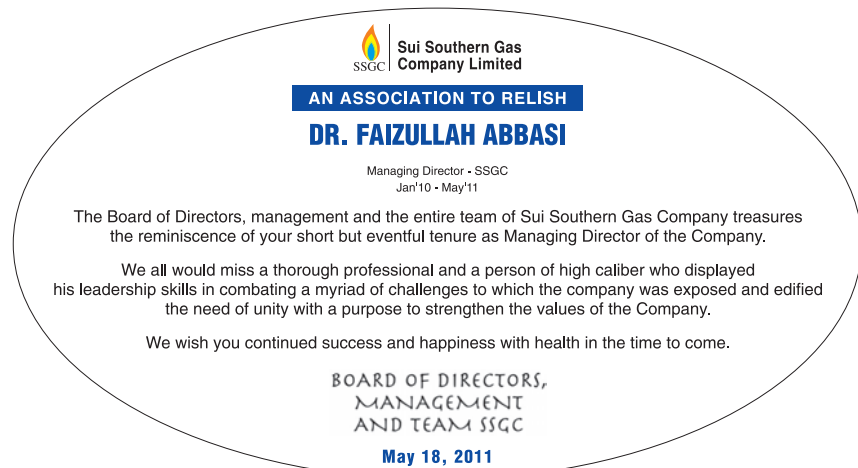 SSGC
Sui Southern Gas
Company Limited
AN ASSOCIATION TO RELISH
DR. FAIZULLAH ABBASI
Managing Director - SSGC
Jan'10 - May'11
The Board of Directors, management and the entire team of Sui Southern Gas Company treasures
the reminiscence of your short but eventful tenure as Managing Director of the Company.
We all would miss a thorough professional and a person of high caliber who displayed
his leadership skills in combating a myriad of challenges to which the company was exposed and edified
the need of unity with a purpose to strengthen the values of the Company.
We wish you continued success and happiness with health in the time to come.
BOARD OF DIRECTORS,
MANAGEMENT
AND TEAM SSGC
May 18, 2011